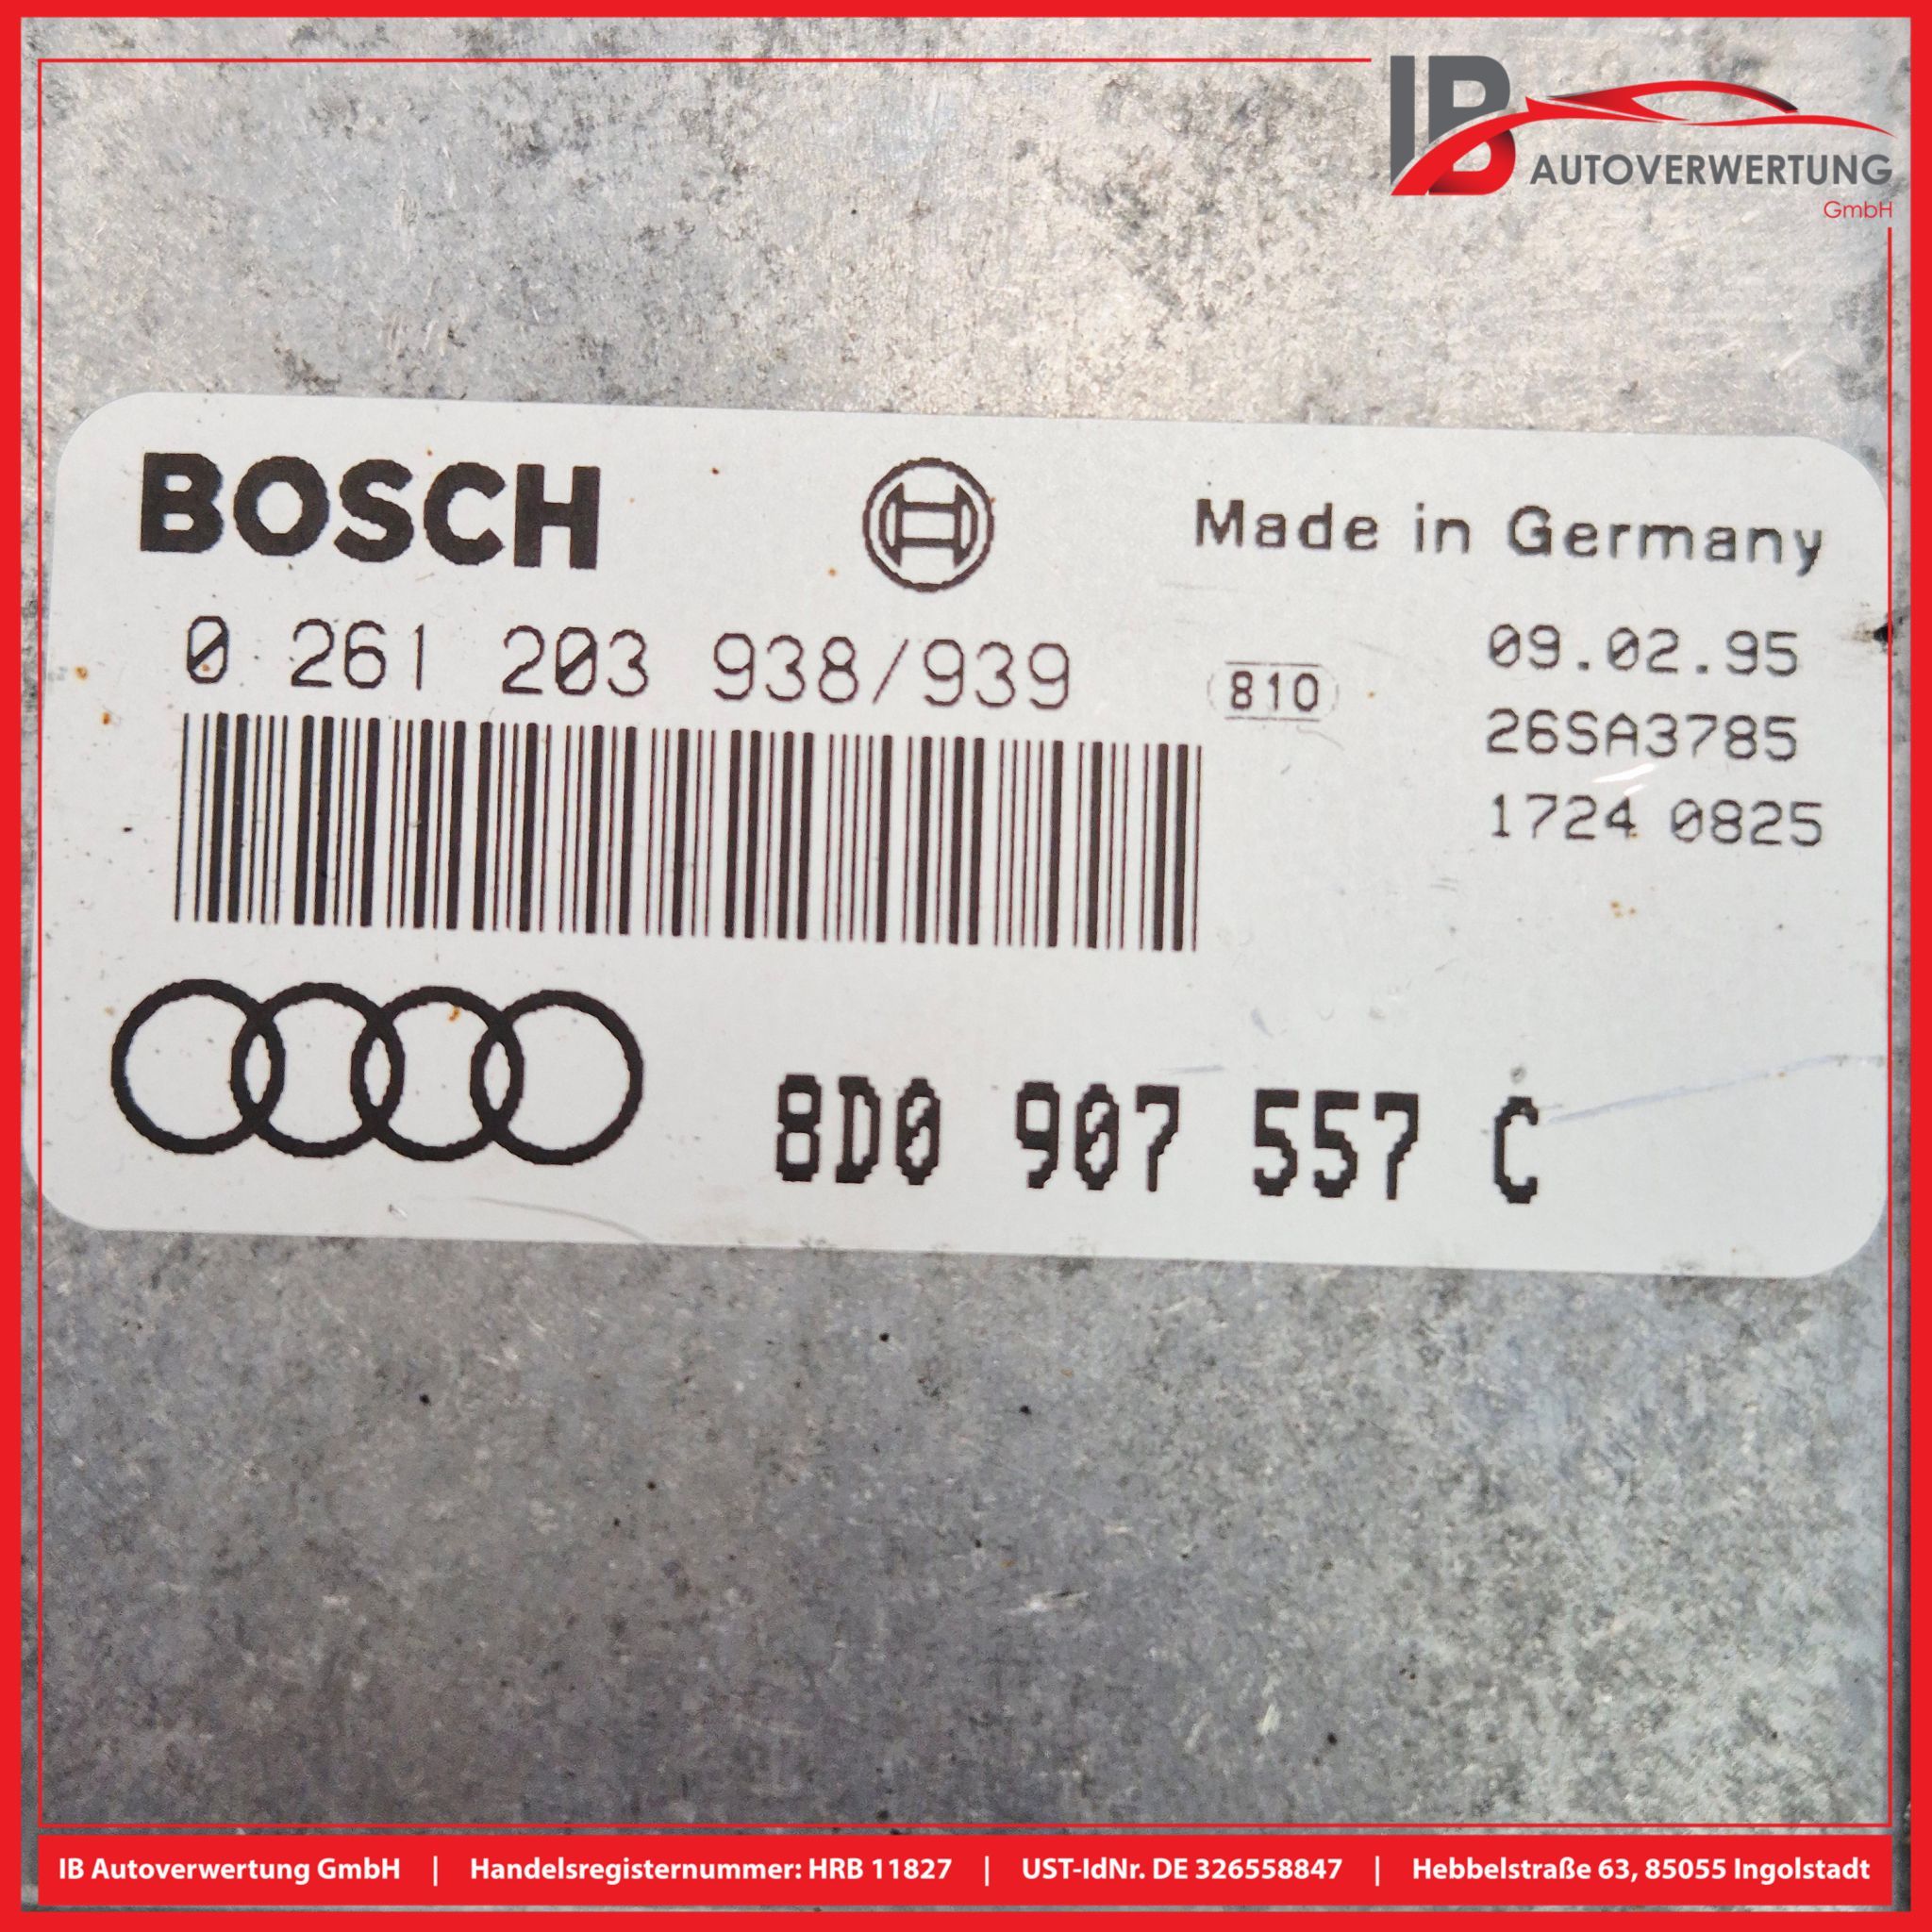 IB
AUTOVERWERTUNG
GmbH
BOSCH
Made in Germany
0 261 203 938/939
810
09.02.95
26SA3785
1724 0825
8D0 907 557 C
IB Autoverwertung GmbH | Handelsregisternummer: HRB 11827 | UST-IdNr. DE 326558847 | Hebbelstraße 63, 85055 Ingolstadt